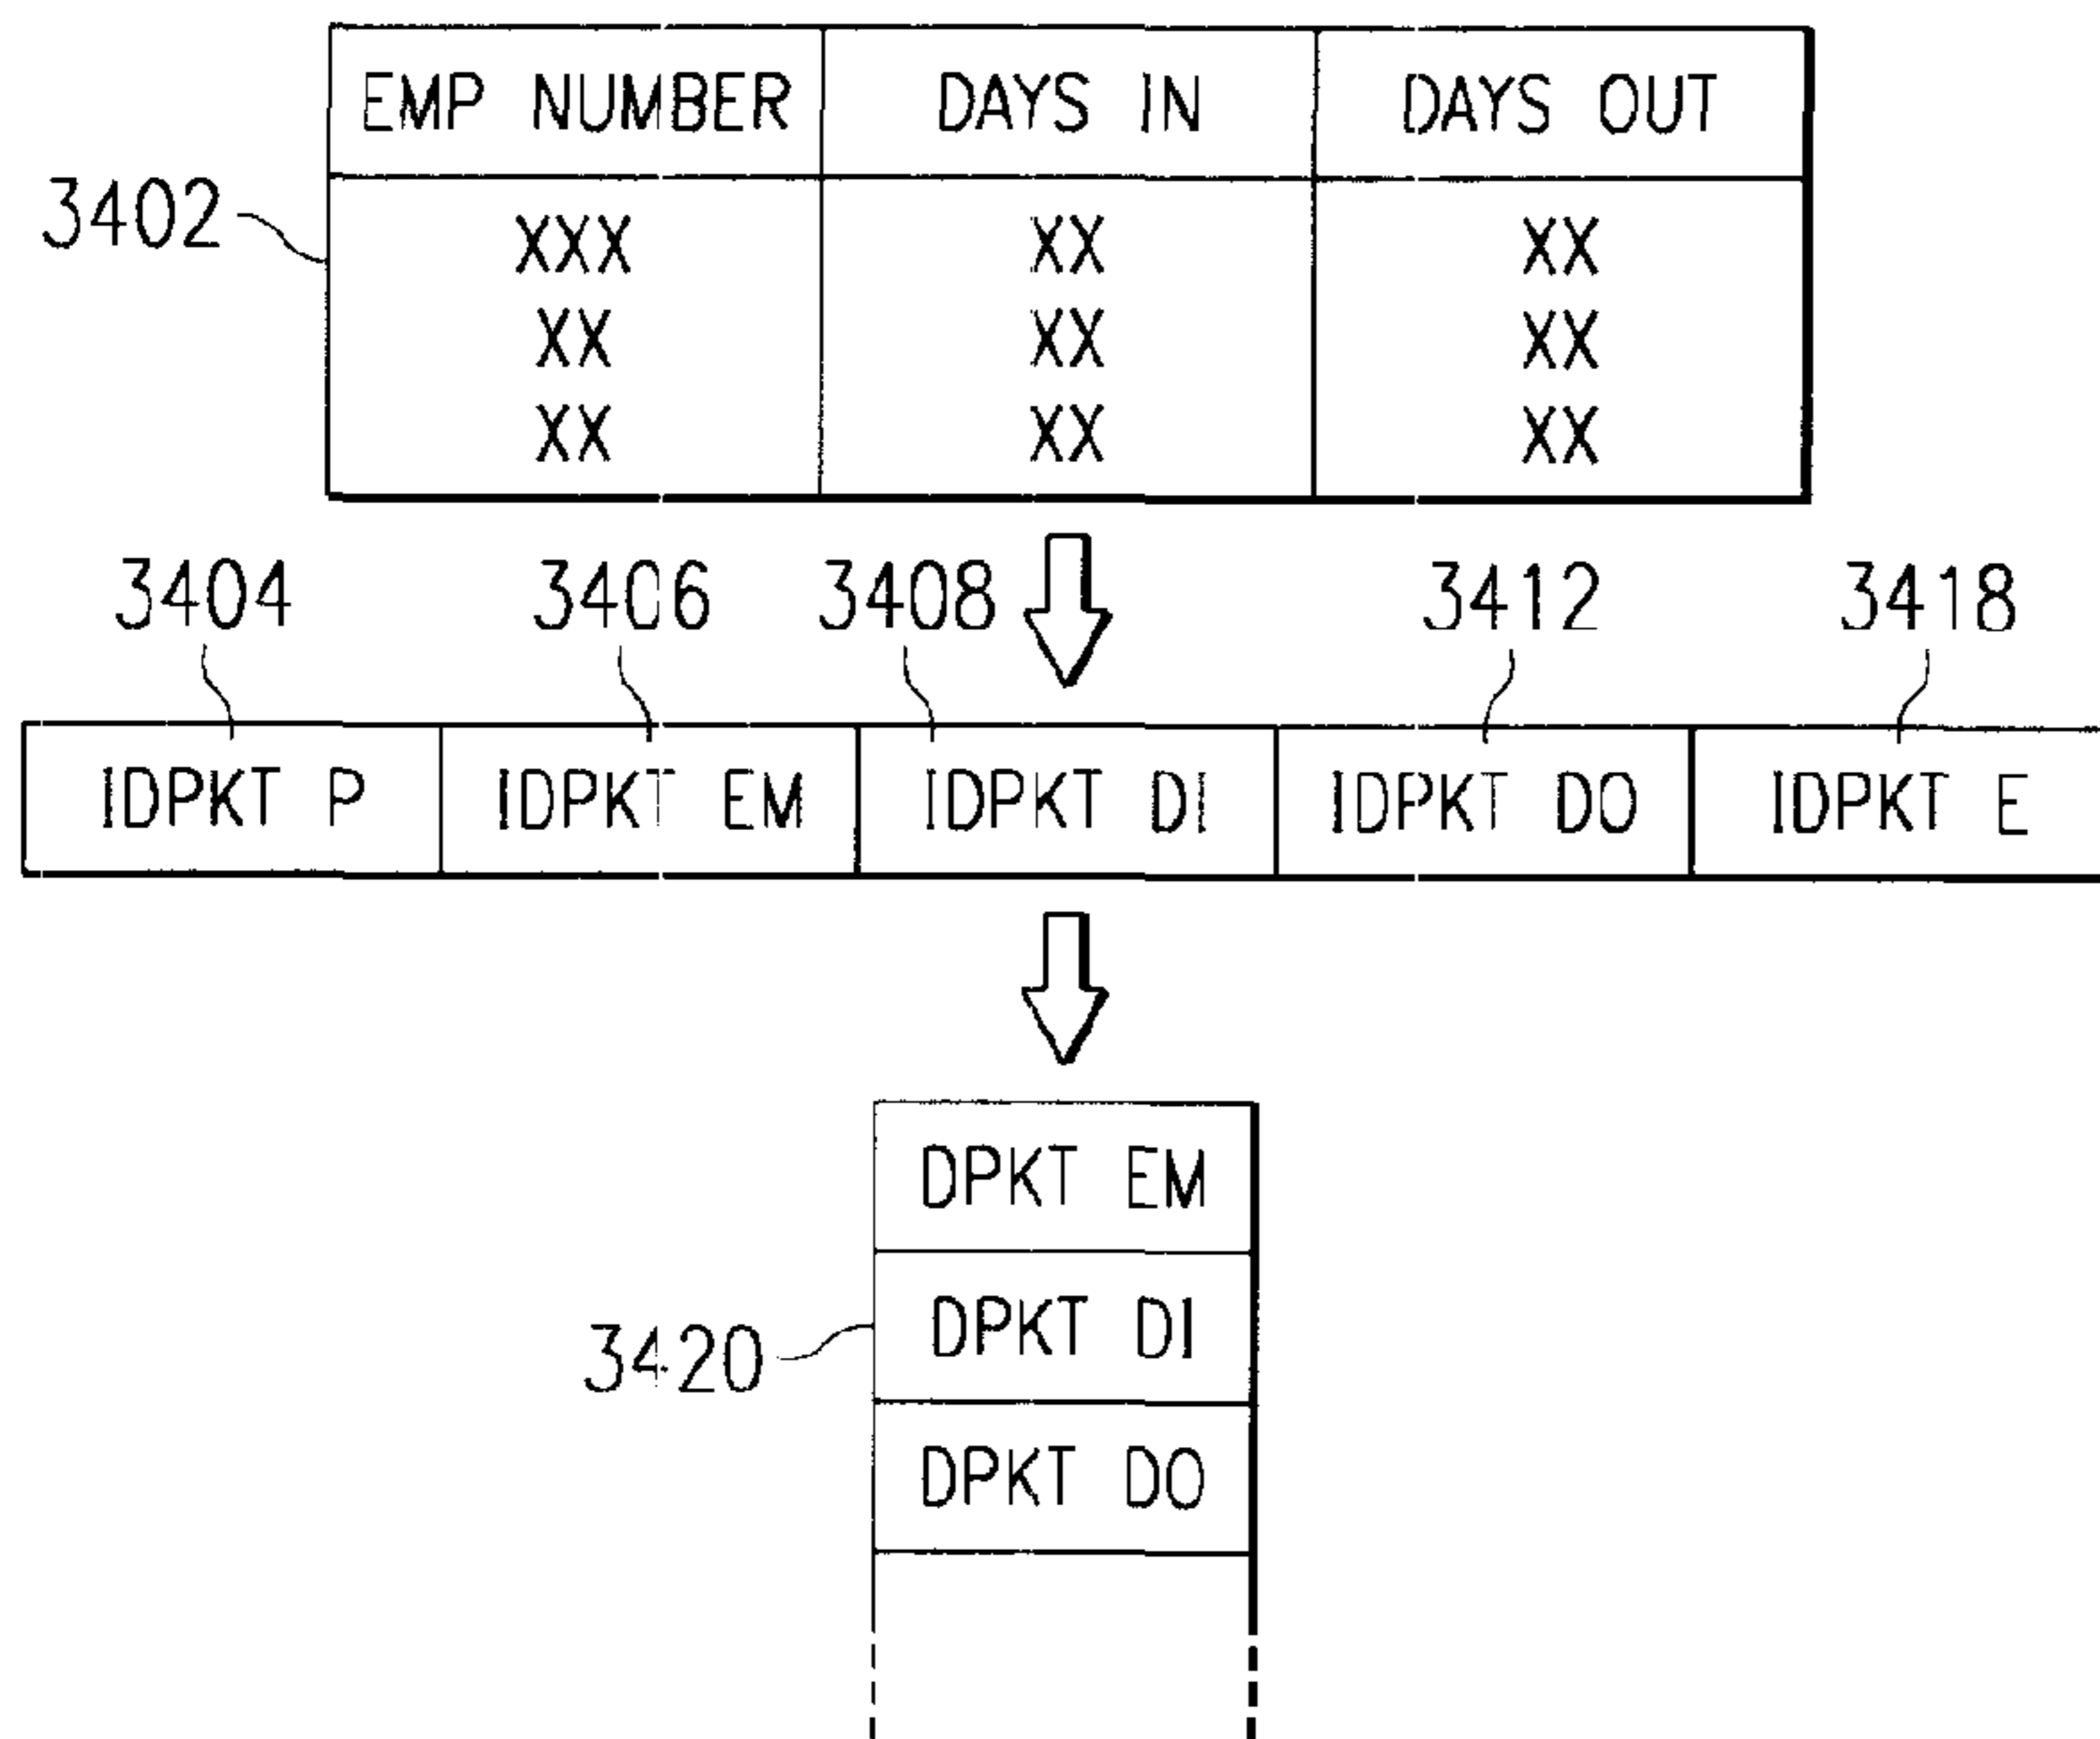 EMP NUMBER DAYS IN DAYS OUT
3402
XXX XX XX
XX XX XX
XX XX XX
3404 3406 3408 3412 3418
IDPKT P IDPKT EM IDPKT DI IDPKT DO IDPKT E
DPKT EM
DPKT DI
3420
DPKT DO